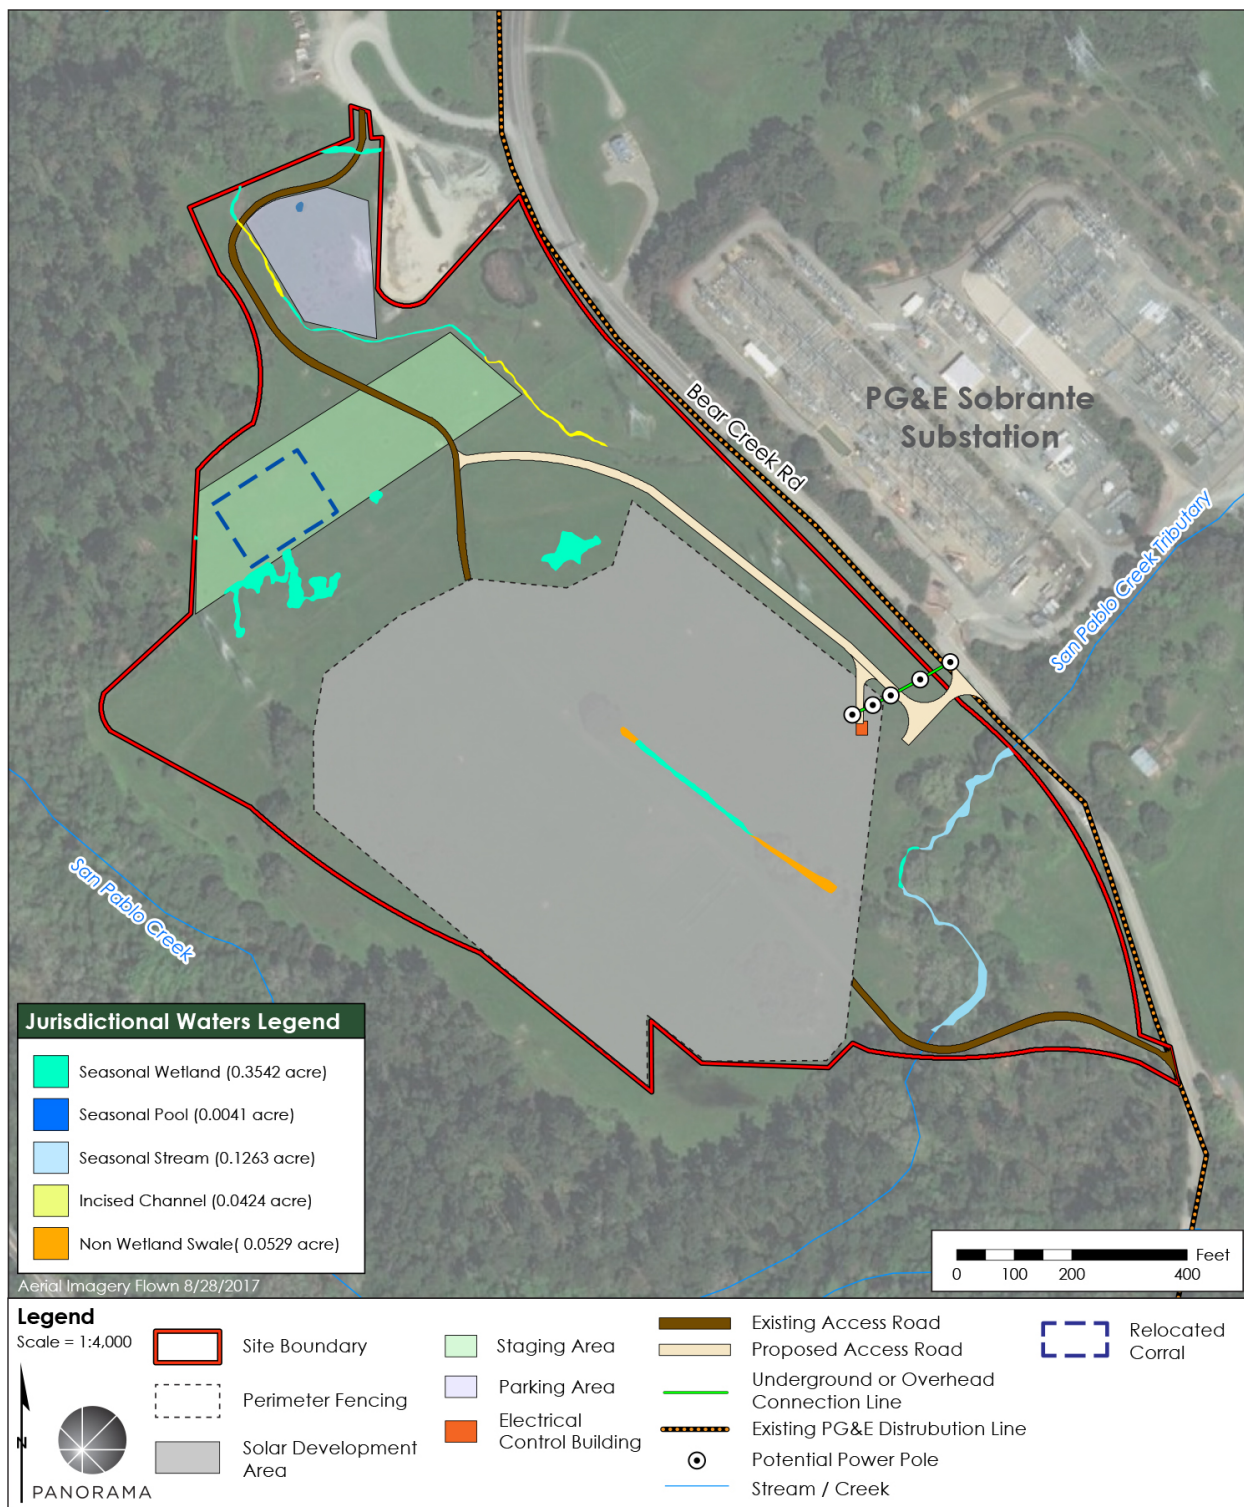 PG&E Sobrante
Substation
Bear Creek Rd
San Pablo Creek Tributary
San Pablo Creek
Jurisdictional Waters Legend
Seasonal Wetland (0.3542 acre)
Seasonal Pool (0.0041 acre)
Seasonal Stream (0.1263 acre)
Incised Channel (0.0424 acre)
Non Wetland Swale( 0.0529 acre)
Aerial Imagery Flown 8/28/2017
Feet
0 100 200 400
Legend
Scale = 1:4,000
N
PANORAMA
Site Boundary
Perimeter Fencing
Solar Development
Area
Staging Area
Parking Area
Electrical
Control Building
Existing Access Road
Proposed Access Road
Underground or Overhead
Connection Line
Existing PG&E Distrubution Line
Potential Power Pole
Stream / Creek
Relocated
Corral